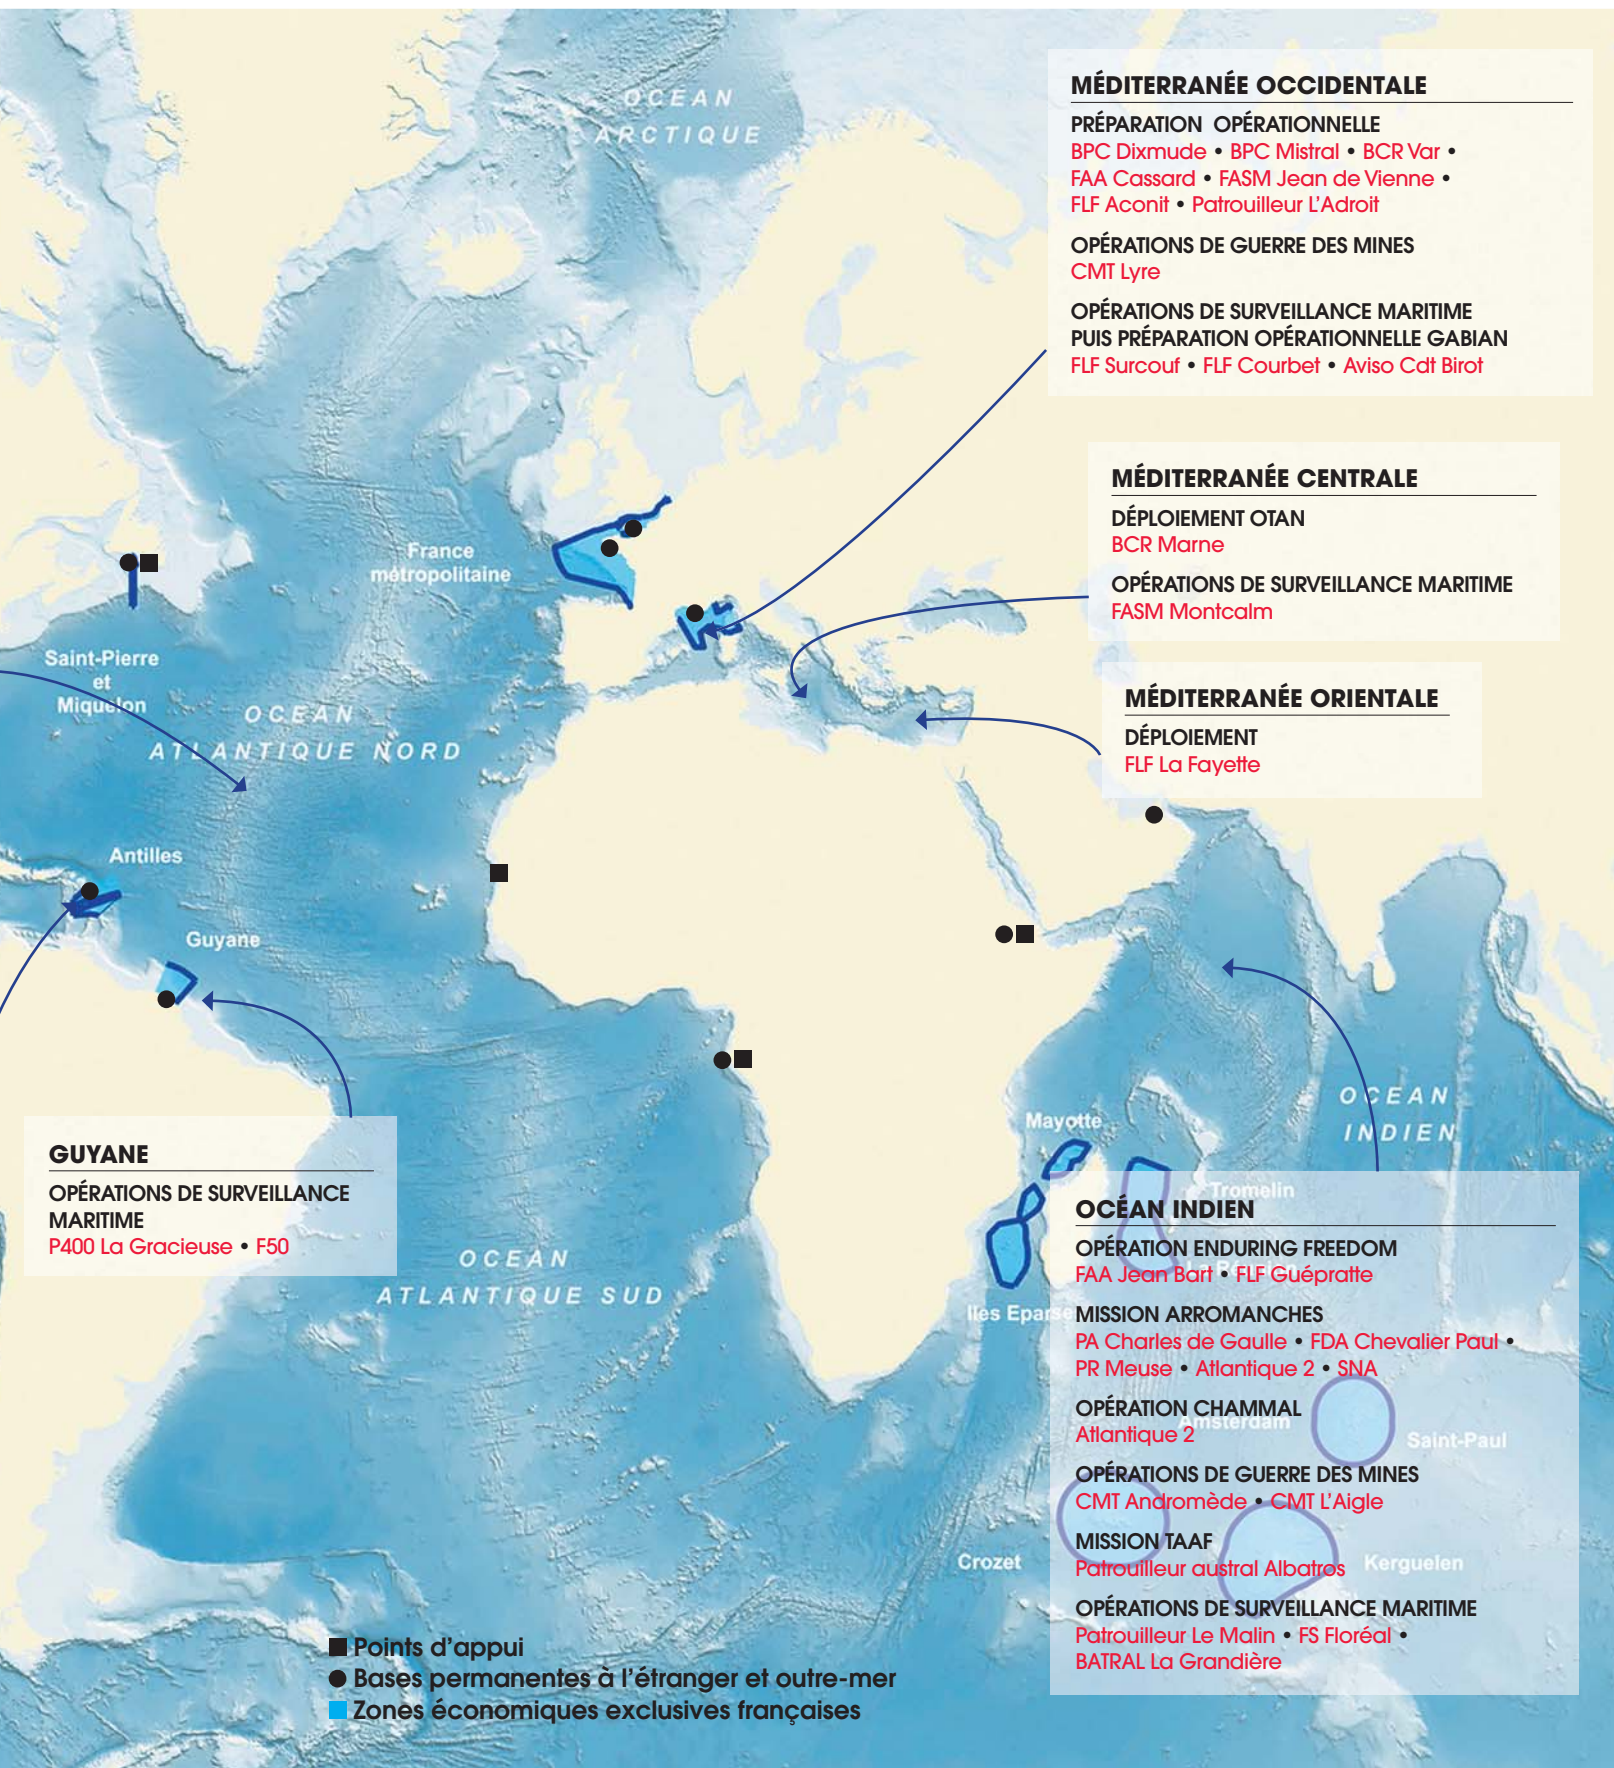 OCEAN
ARCTIQUE
MÉDITERRANÉE OCCIDENTALE
PRÉPARATION OPÉRATIONNELLE
BPC Dixmude • BPC Mistral • BCR Var •
FAA Cassard • FASM Jean de Vienne •
FLF Aconit • Patrouilleur L'Adroit
OPÉRATIONS DE GUERRE DES MINES
CMT Lyre
OPÉRATIONS DE SURVEILLANCE MARITIME
PUIS PRÉPARATION OPÉRATIONNELLE GABIAN
FLF Surcouf • FLF Courbet • Aviso Cdt Birot
MÉDITERRANÉE CENTRALE
DÉPLOIEMENT OTAN
BCR Marne
OPÉRATIONS DE SURVEILLANCE MARITIME
FASM Montcalm
MÉDITERRANÉE ORIENTALE
DÉPLOIEMENT
FLF La Fayette
France
métropolitaine
Saint-Pierre
et
Miquelon
OCEAN
ATLANTIQUE NORD
Antilles
Guyane
GUYANE
OPÉRATIONS DE SURVEILLANCE
MARITIME
P400 La Gracieuse • F50
OCEAN
ATLANTIQUE SUD
OCEAN
INDIEN
Mayotte
Tromelin
La Réunion
Iles Eparses
Amsterdam
Saint-Paul
Crozet
Kerguelen
OCÉAN INDIEN
OPÉRATION ENDURING FREEDOM
FAA Jean Bart • FLF Guépratte
MISSION ARROMANCHES
PA Charles de Gaulle • FDA Chevalier Paul •
PR Meuse • Atlantique 2 • SNA
OPÉRATION CHAMMAL
Atlantique 2
OPÉRATIONS DE GUERRE DES MINES
CMT Andromède • CMT L'Aigle
MISSION TAAF
Patrouilleur austral Albatros
OPÉRATIONS DE SURVEILLANCE MARITIME
Patrouilleur Le Malin • FS Floréal •
BATRAL La Grandière
Points d'appui
Bases permanentes à l'étranger et outre-mer
Zones économiques exclusives françaises